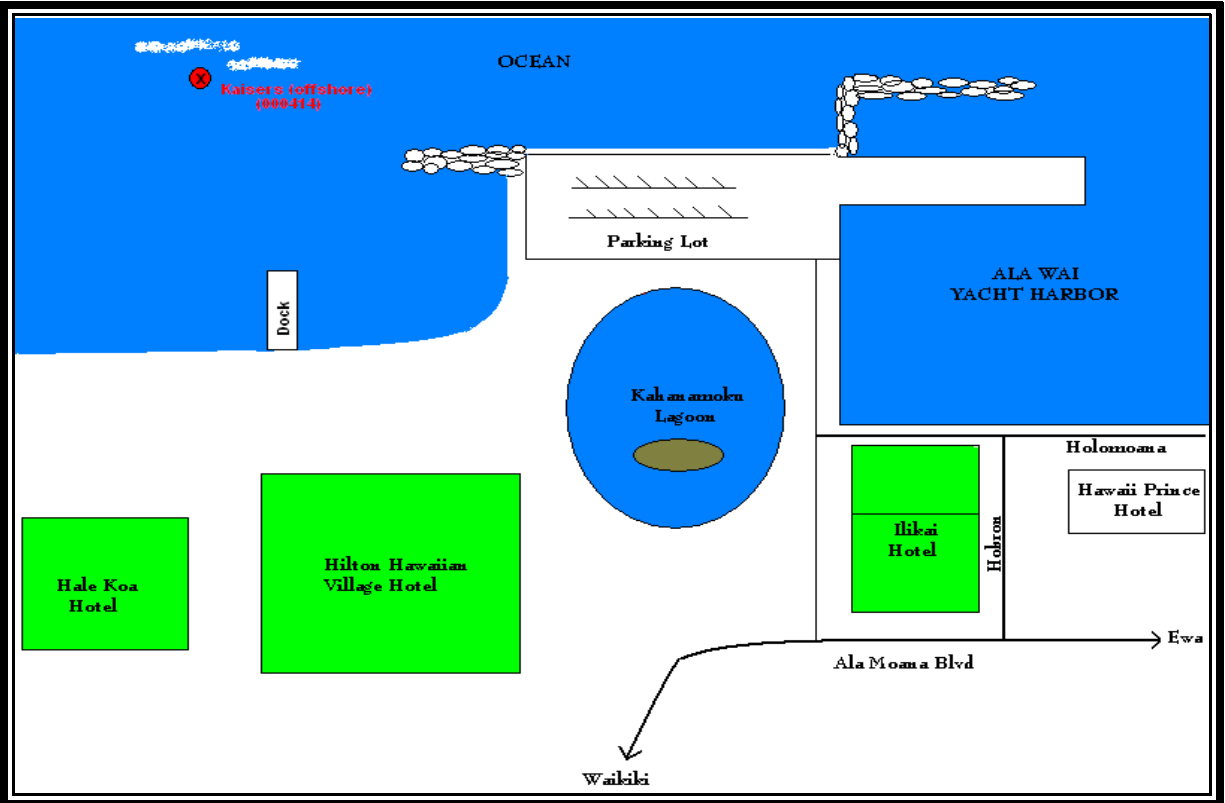 OCEAN
X
Kaisers (offshore)
(000414)
Parking Lot
ALA WAI
YACHT HARBOR
Dock
Kahanamoku
Lagoon
Holomoana
Hawaii Prince
Hotel
Ilikai
Hotel
Hobron
Hilton Hawaiian
Village Hotel
Hale Koa
Hotel
Ewa
Ala Moana Blvd
Waikiki